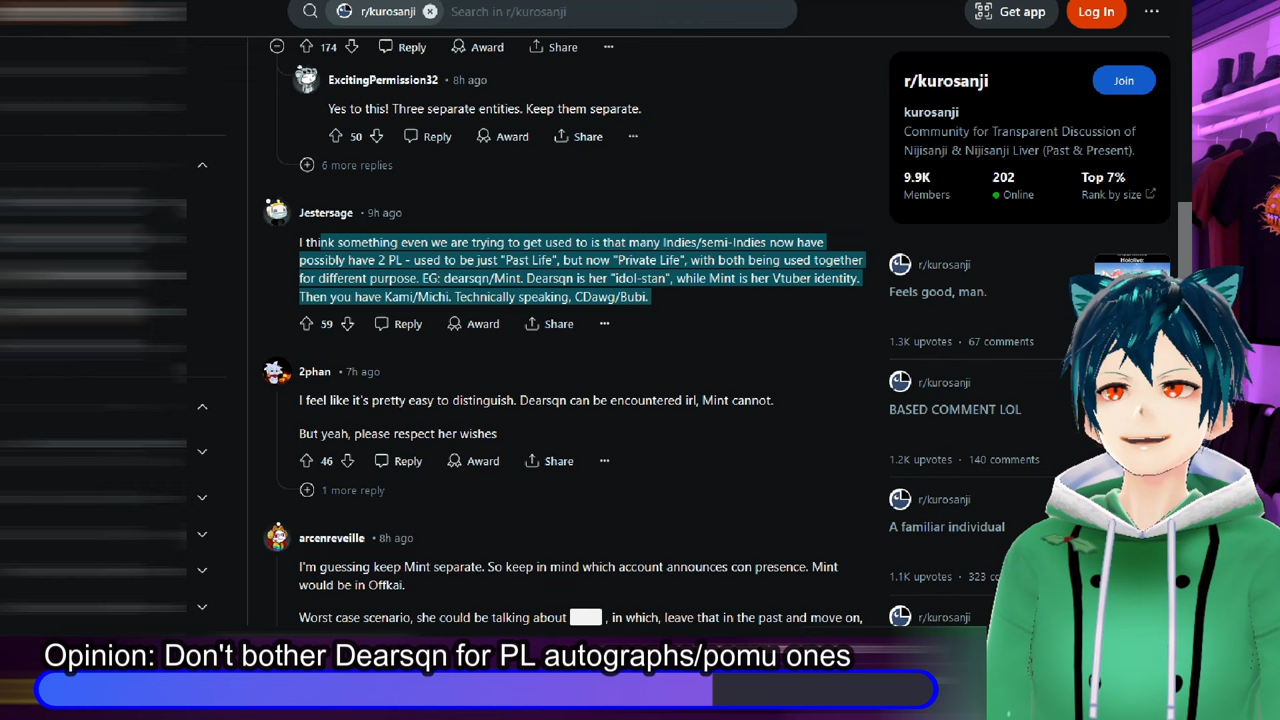 r/kurosanji
Search in r/kurosanji
Get app
Log In
174
Reply
Award
Share
ExcitingPermission32 • 8h ago
Yes to this! Three separate entities. Keep them separate.
50
Reply
Award
Share
6 more replies
Jestersage • 9h ago
I think something even we are trying to get used to is that many Indies/semi-Indies now have
possibly have 2 PL - used to be just "Past Life", but now "Private Life", with both being used together
for different purpose. EG: dearsqn/Mint. Dearsqn is her "idol-stan", while Mint is her Vtuber identity.
Then you have Kami/Michi. Technically speaking, CDawg/Bubi.
59
Reply
Award
Share
2phan • 7h ago
I feel like it's pretty easy to distinguish. Dearsqn can be encountered irl, Mint cannot.
But yeah, please respect her wishes
46
Reply
Award
Share
1 more reply
arcenreveille • 8h ago
I'm guessing keep Mint separate. So keep in mind which account announces con presence. Mint
would be in Offkai.
Worst case scenario, she could be talking about , in which, leave that in the past and move on,
r/kurosanji
Join
kurosanji
Community for Transparent Discussion of
Nijisanji & Nijisanji Liver (Past & Present).
9.9K
202
Top 7%
Members
Online
Rank by size
r/kurosanji
Feels good, man.
1.3K upvotes • 67 comments
r/kurosanji
BASED COMMENT LOL
1.2K upvotes • 140 comments
r/kurosanji
A familiar individual
1.1K upvotes • 323
r/kurosanji
Opinion: Don't bother Dearsqn for PL autographs/pomu ones